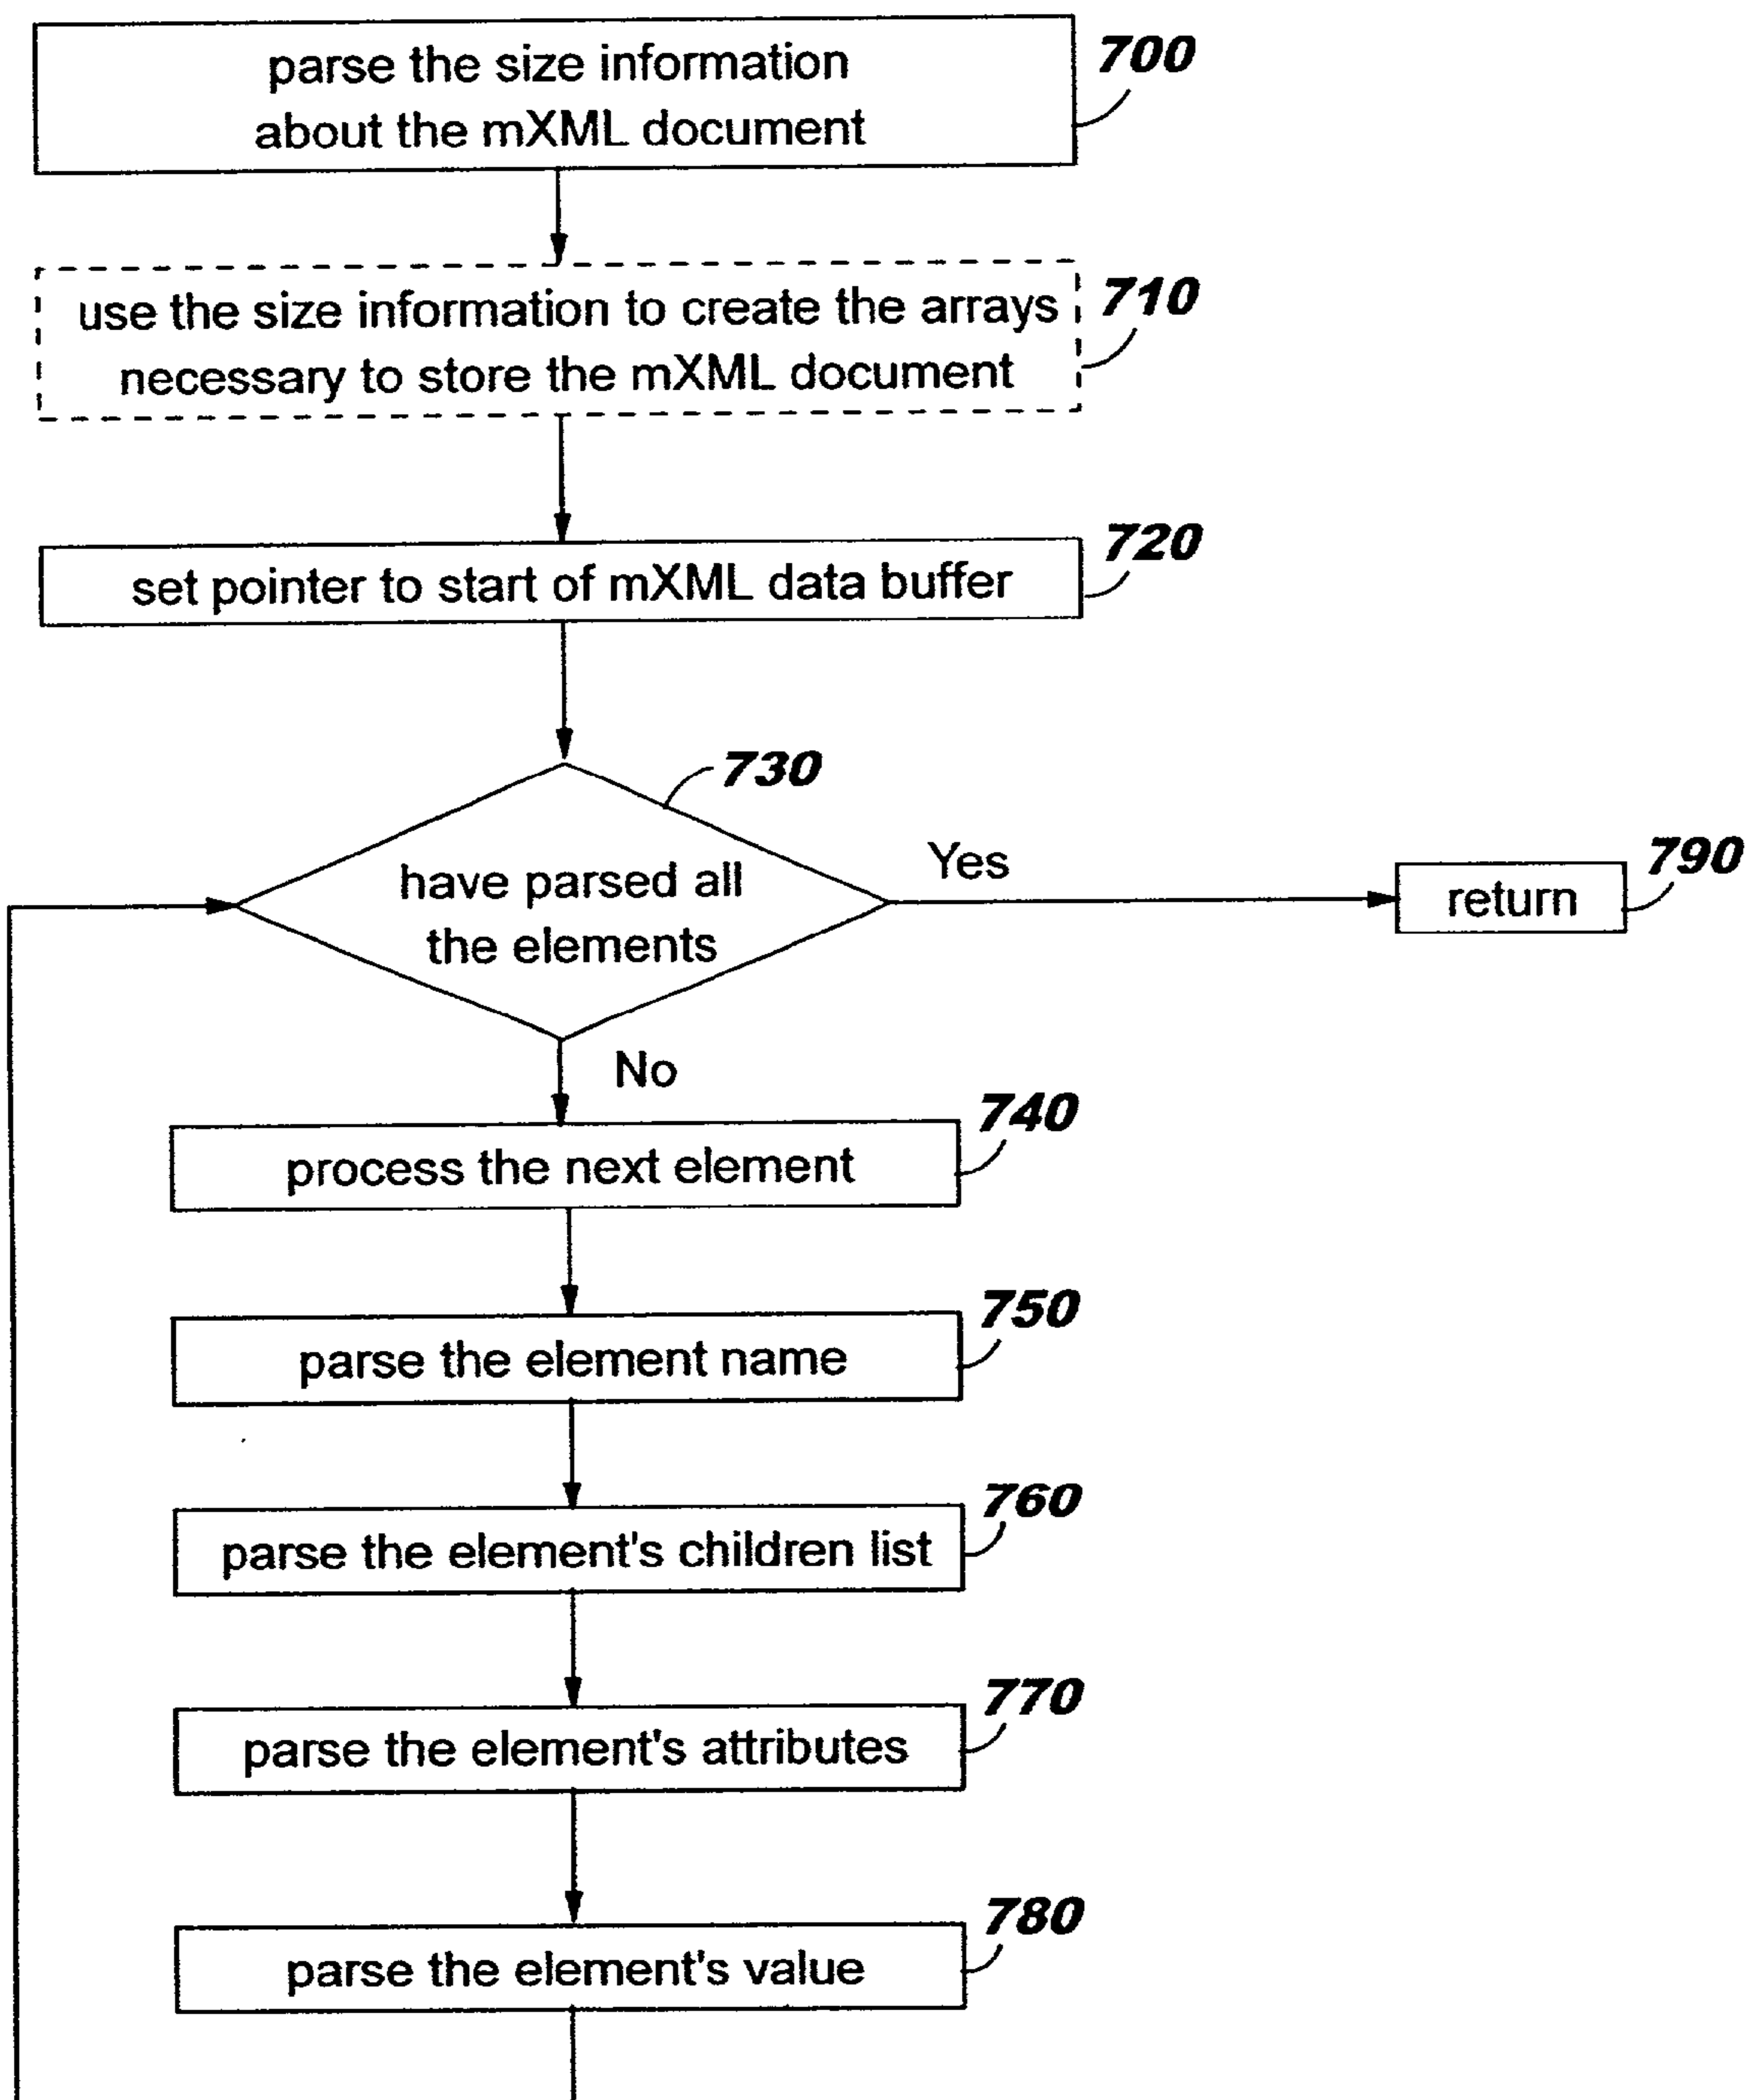 parse the size information
about the mXML document
700
use the size information to create the arrays
necessary to store the mXML document
710
set pointer to start of mXML data buffer
720
730
have parsed all
the elements
Yes
return
790
No
process the next element
740
parse the element name
750
parse the element's children list
760
parse the element's attributes
770
parse the element's value
780